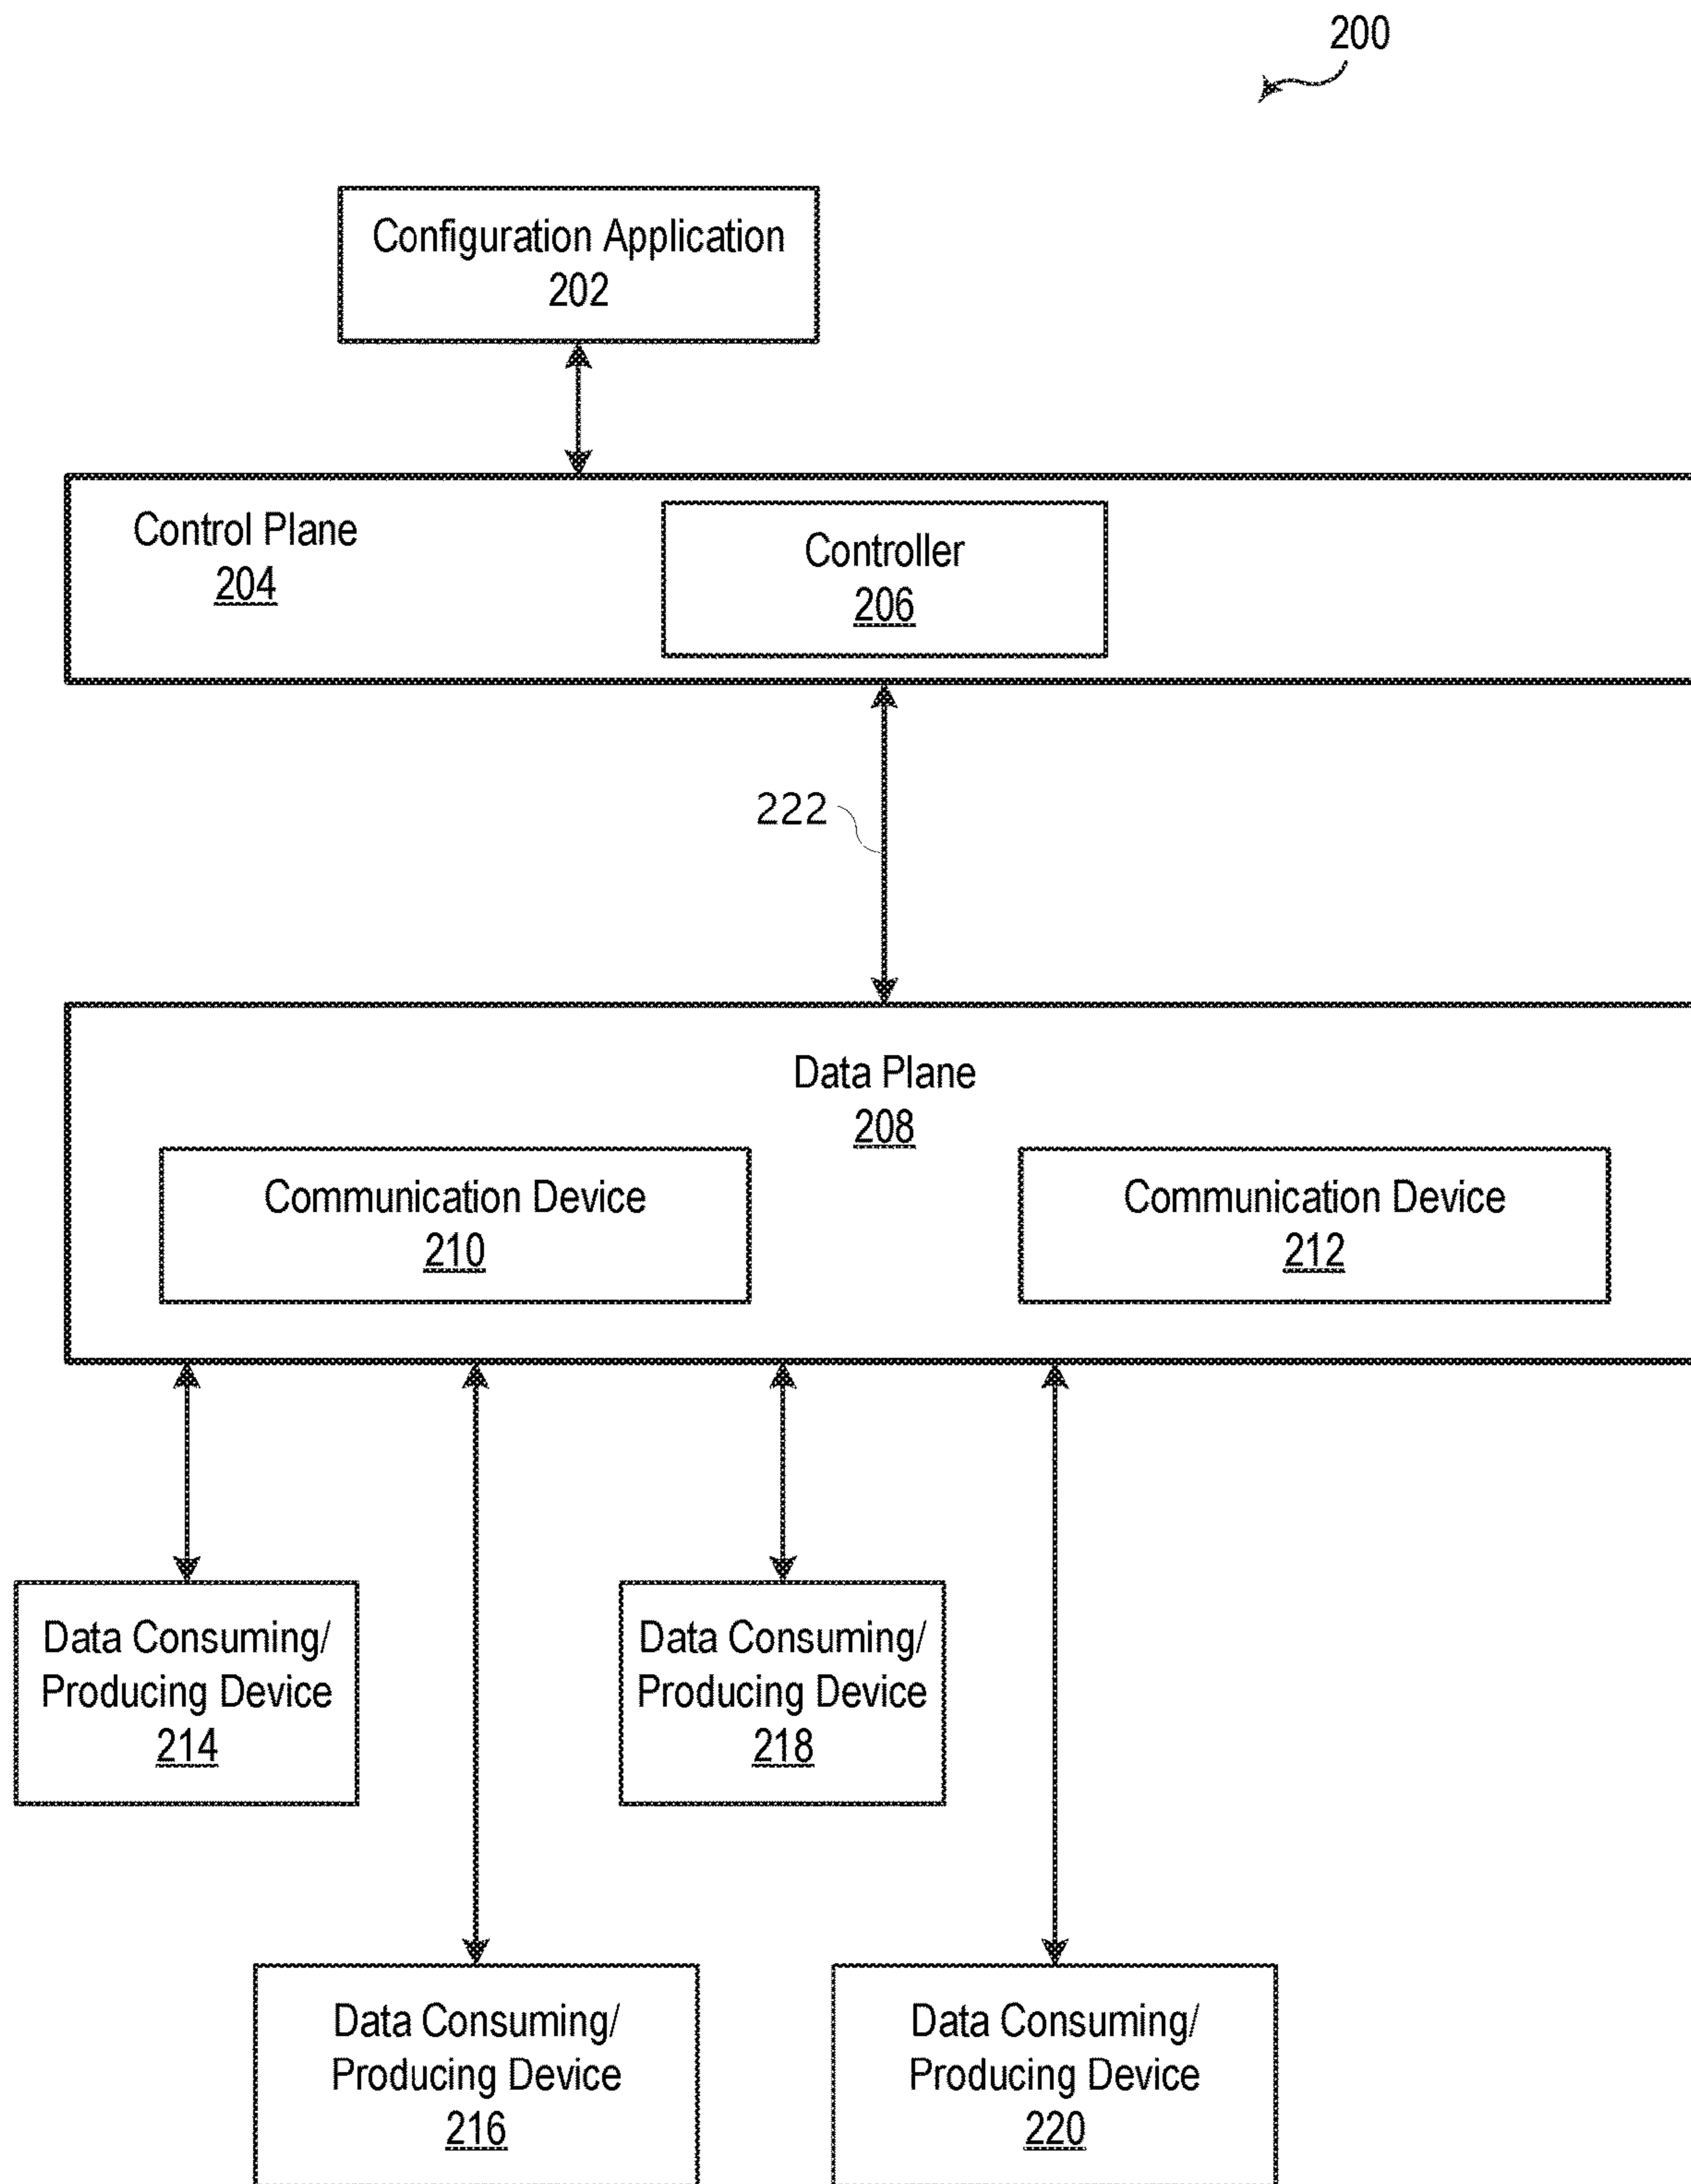 200
Configuration Application
202
Control Plane
204
Controller
206
222
Data Plane
208
Communication Device
210
Communication Device
212
Data Consuming/
Producing Device
214
Data Consuming/
Producing Device
218
Data Consuming/
Producing Device
216
Data Consuming/
Producing Device
220